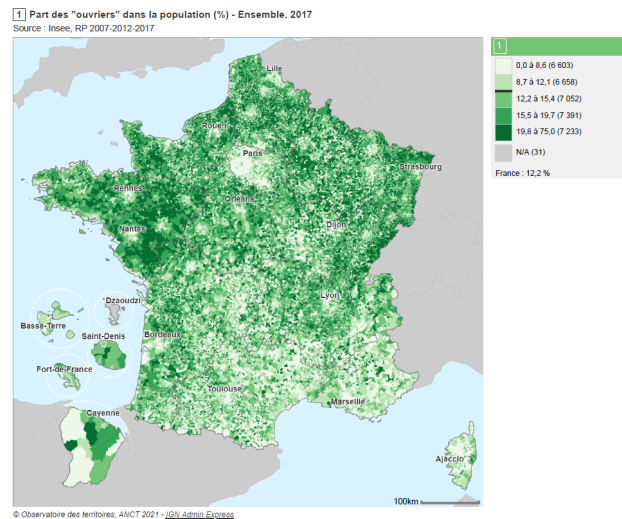 1 Part des "ouvriers" dans la population (%) - Ensemble, 2017
Source : Insee, RP 2007-2012-2017
1
0,0 à 8,6 (6 603)
8,7 à 12,1 (6 658)
12,2 à 15,4 (7 052)
15,5 à 19,7 (7 391)
19,8 à 75,0 (7 233)
N/A (31)
France : 12,2 %
Lille
Rouen
Paris
Strasbourg
Rennes
Orléans
Dijon
Nantes
Lyon
Dzaoudzi
Basse-Terre
Saint-Denis
Bordeaux
Fort-de-France
Toulouse
Marseille
Cayenne
Ajaccio
100km
© Observatoire des territoires, ANCT 2021 - IGN Admin Express